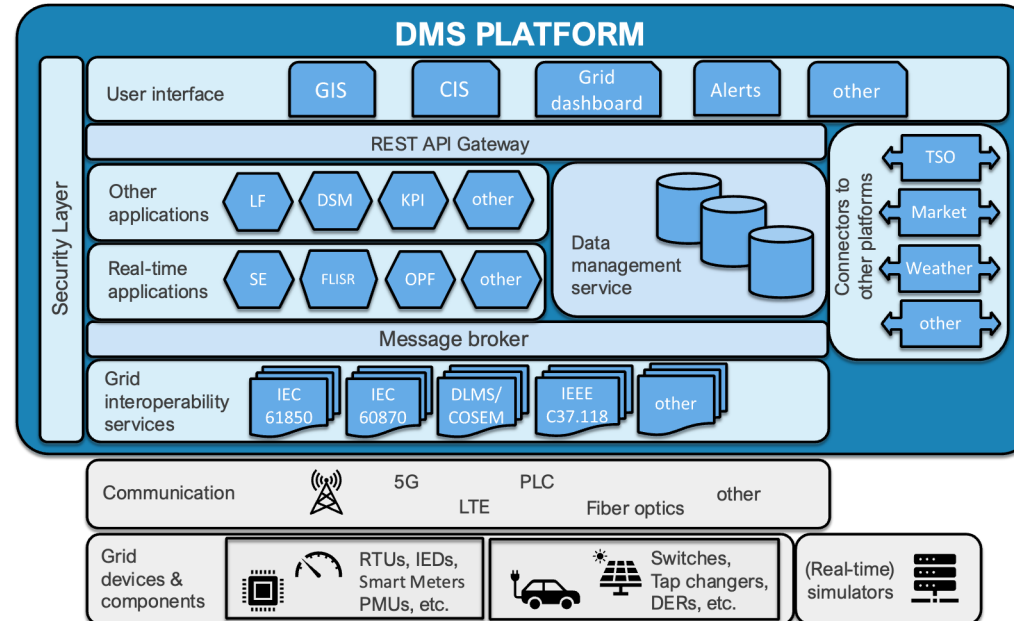 DMS PLATFORM
Security Layer
User interface
GIS
CIS
Grid
dashboard
Alerts
other
REST API Gateway
Other
applications
LF
DSM
KPI
other
Real-time
applications
SE
FLISR
OPF
other
Data
management
service
Connectors to
other platforms
TSO
Market
Weather
other
Message broker
Grid
interoperability
services
IEC
61850
IEC
60870
DLMS/
COSEM
IEEE
C37.118
other
Communication
5G
LTE
PLC
Fiber optics
other
Grid
devices &
components
RTUs, IEDs,
Smart Meters
PMUs, etc.
Switches,
Tap changers,
DERs, etc.
(Real-time)
simulators